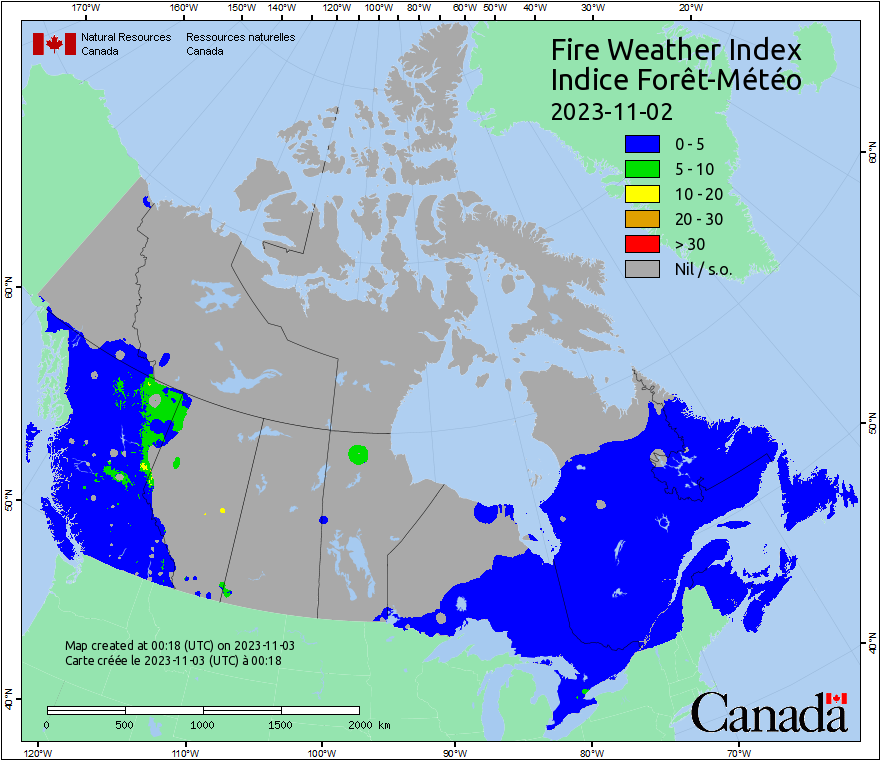 170°W 160°W 150°W 140°W 130°W 120°W 110°W 100°W 90°W 80°W 70°W 60°W 50°W 40°W 30°W 20°W
Natural Resources
Canada
Ressources naturelles
Canada
Fire Weather Index
Indice Forêt-Météo
2023-11-02
0 - 5
5 - 10
10 - 20
20 - 30
> 30
Nil / s.o.
60°N
50°N
40°N
60°N
50°N
40°N
Map created at 00:18 (UTC) on 2023-11-03
Carte créée le 2023-11-03 (UTC) à 00:18
0 500 1000 1500 2000 km
Canada
120°W 110°W 100°W 90°W 80°W 70°W